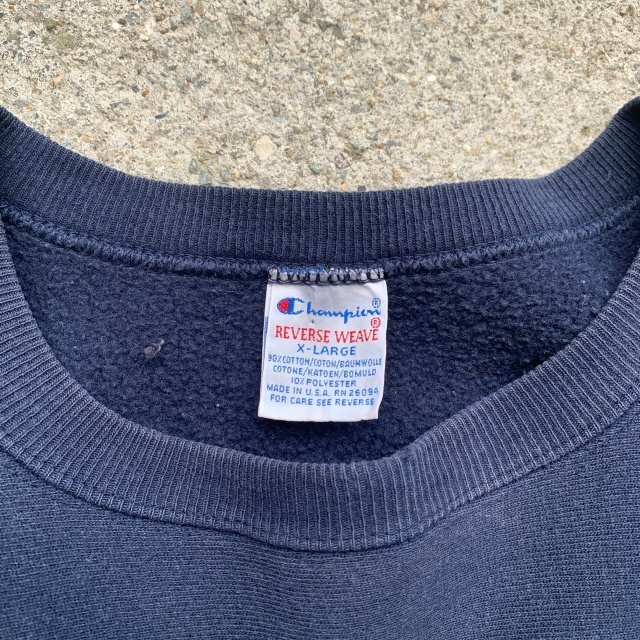 Champion®
REVERSE WEAVE®
X-LARGE
90% COTTON/COTON/BAUMWOLLE
COTONE/KATOEN/BOMULD
10% POLYESTER
MADE IN U.S.A. RN 26094
FOR CARE SEE REVERSE